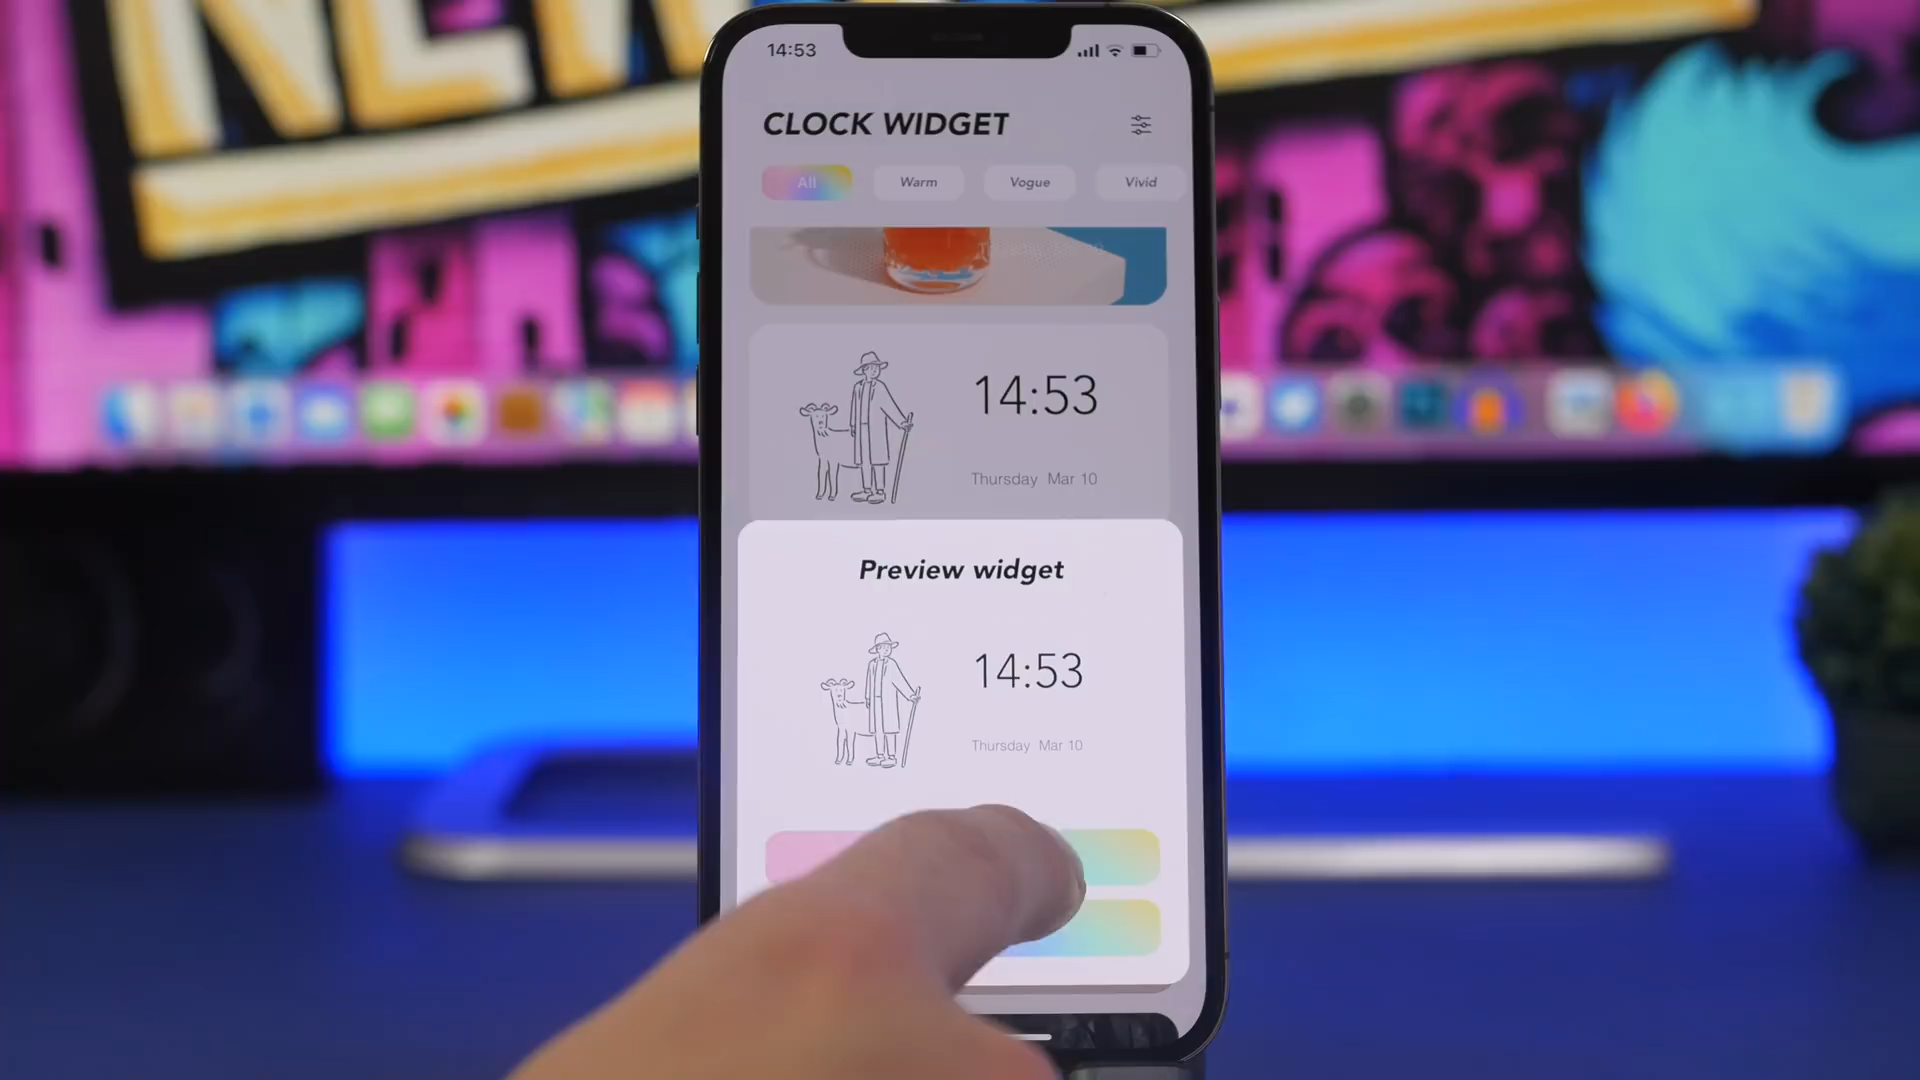 NEW
14:53
CLOCK WIDGET
All
Warm
Vogue
Vivid
14:53
Thursday Mar 10
Preview widget
14:53
Thursday Mar 10